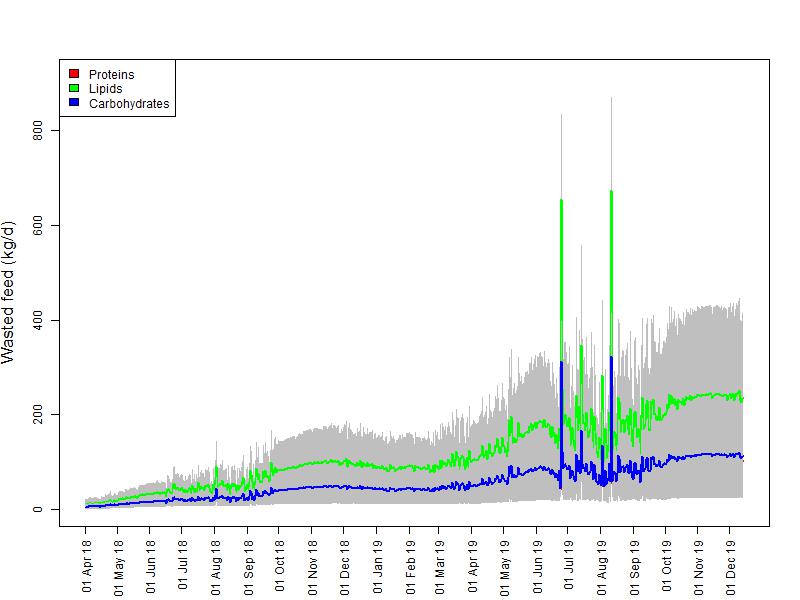 Proteins
Lipids
Carbohydrates
Wasted feed (kg/d)
800
600
400
200
0
01 Apr 18
01 May 18
01 Jun 18
01 Jul 18
01 Aug 18
01 Sep 18
01 Oct 18
01 Nov 18
01 Dec 18
01 Jan 19
01 Feb 19
01 Mar 19
01 Apr 19
01 May 19
01 Jun 19
01 Jul 19
01 Aug 19
01 Sep 19
01 Oct 19
01 Nov 19
01 Dec 19